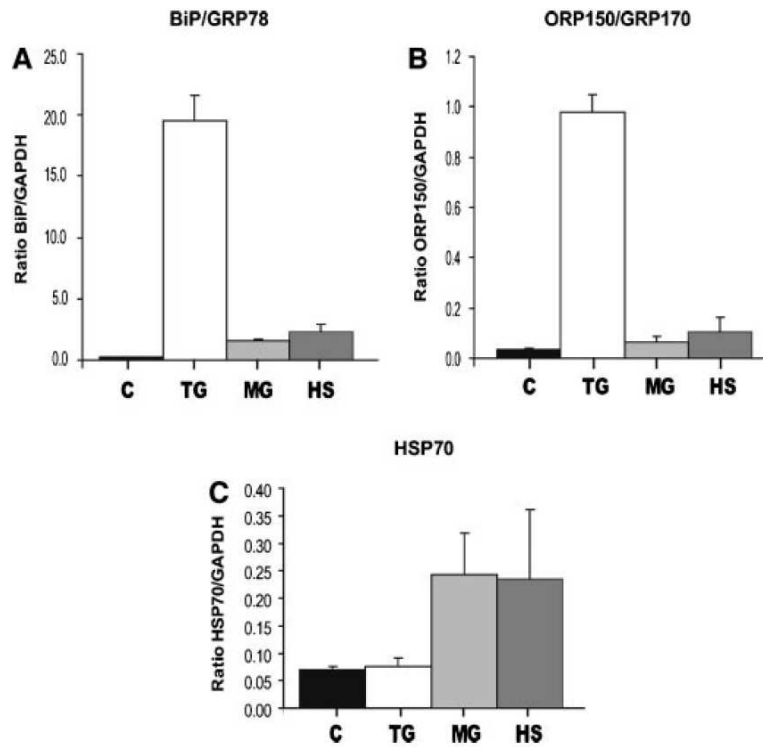 BiP/GRP78
A
Ratio BiP/GAPDH
25.0
20.0
15.0
10.0
5.0
0.0
C TG MG HS
ORP150/GRP170
B
Ratio ORP150/GAPDH
1.2
1.0
0.8
0.6
0.4
0.2
0.0
C TG MG HS
HSP70
C
Ratio HSP70/GAPDH
0.40
0.35
0.30
0.25
0.20
0.15
0.10
0.05
0.00
C TG MG HS